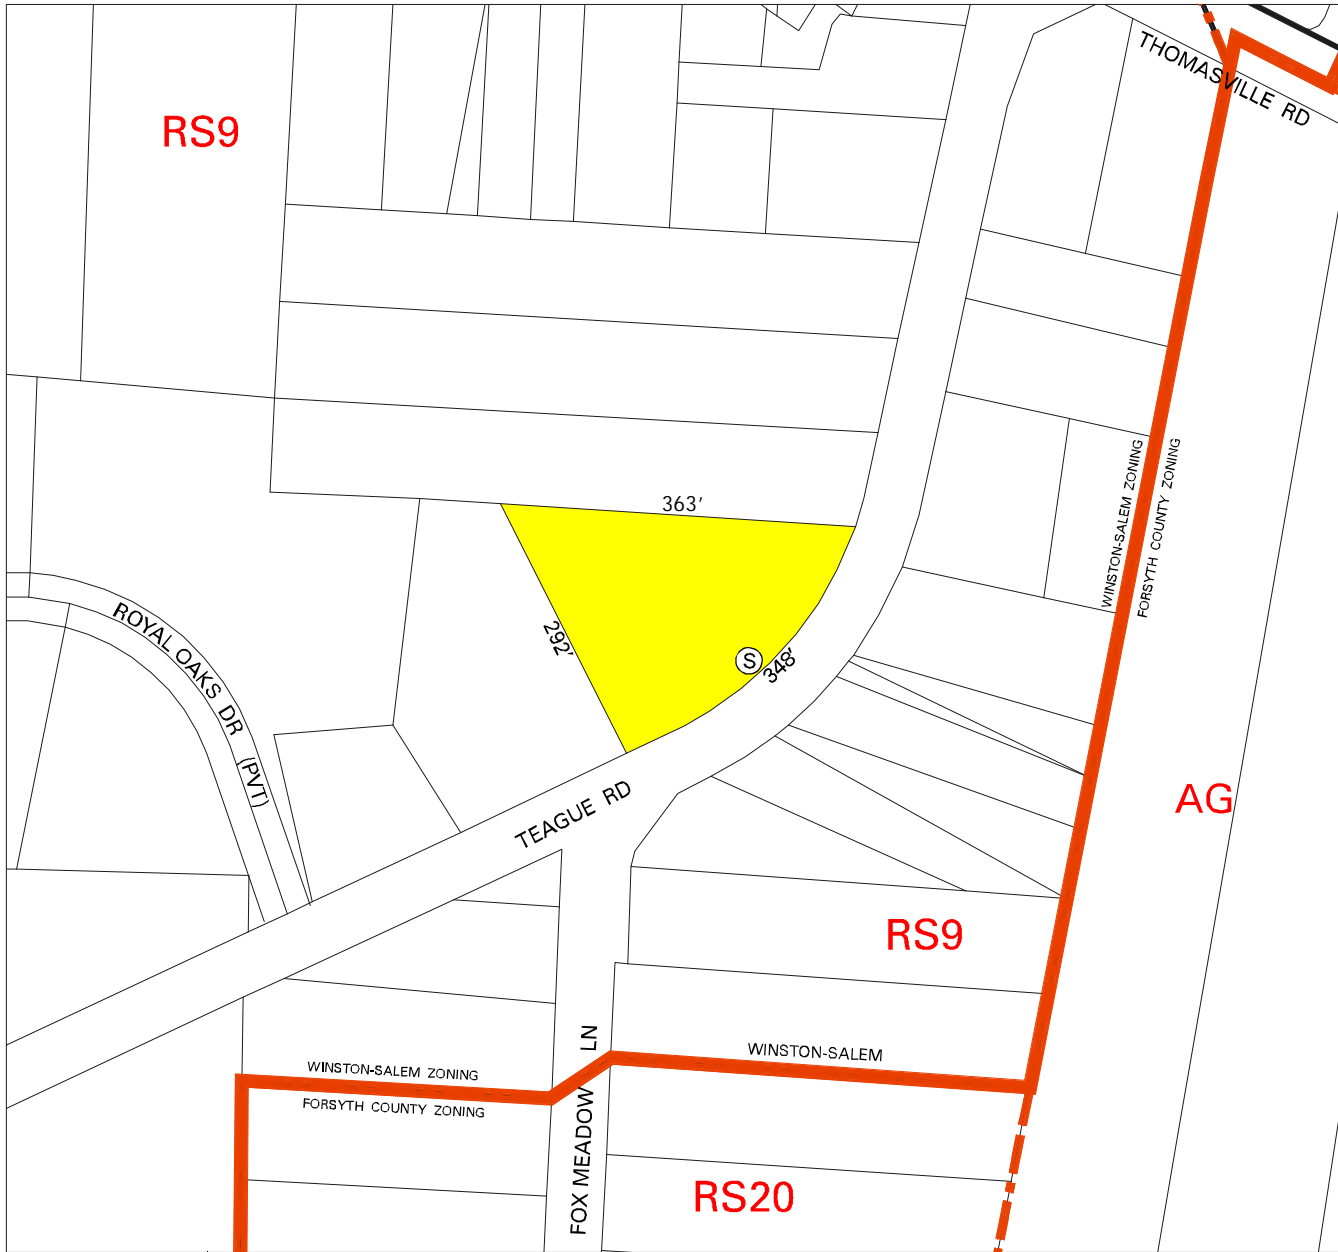 THOMASVILLE RD
RS9
WINSTON-SALEM ZONING
FORSYTH COUNTY ZONING
363'
292'
S
348'
ROYAL OAKS DR (PVT)
TEAGUE RD
AG
RS9
WINSTON-SALEM ZONING
FORSYTH COUNTY ZONING
WINSTON-SALEM
FOX MEADOW LN
RS20